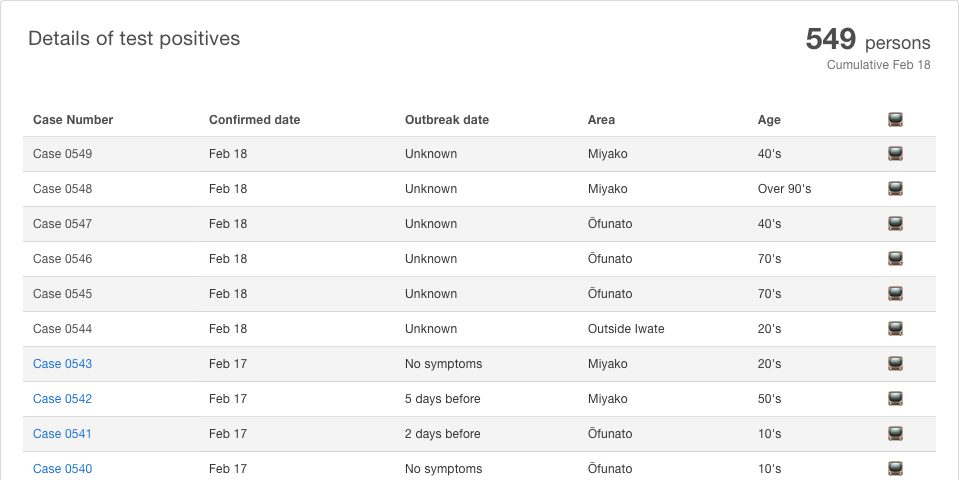 Details of test positives
549 persons
Cumulative Feb 18
Case Number Confirmed date Outbreak date Area Age
Case 0549 Feb 18 Unknown Miyako 40's
Case 0548 Feb 18 Unknown Miyako Over 90's
Case 0547 Feb 18 Unknown Ōfunato 40's
Case 0546 Feb 18 Unknown Ōfunato 70's
Case 0545 Feb 18 Unknown Ōfunato 70's
Case 0544 Feb 18 Unknown Outside Iwate 20's
Case 0543 Feb 17 No symptoms Miyako 20's
Case 0542 Feb 17 5 days before Miyako 50's
Case 0541 Feb 17 2 days before Ōfunato 10's
Case 0540 Feb 17 No symptoms Ōfunato 10's